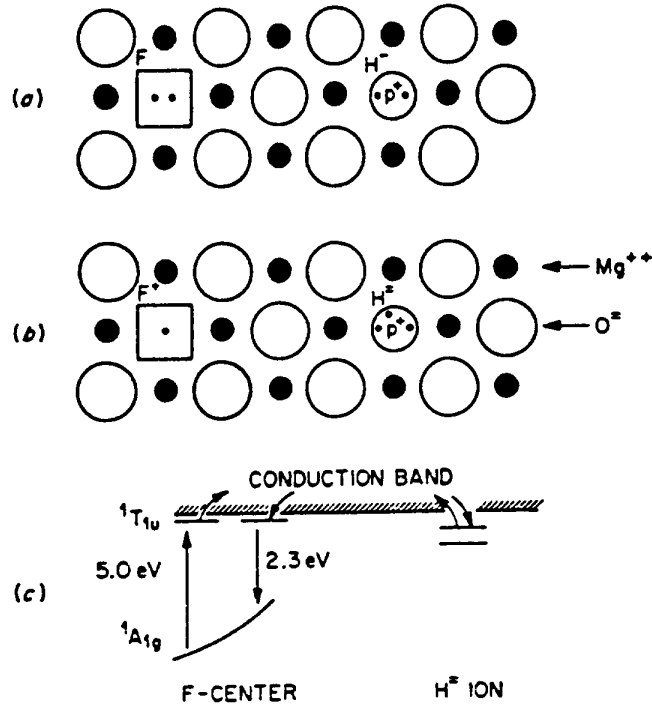 (a)
F
H⁻
p⁺
(b)
F⁺
H⁼
p⁺
Mg⁺⁺
O⁼
(c)
CONDUCTION BAND
¹T₁ᵤ
5.0 eV
2.3 eV
¹A₁g
F-CENTER
H⁼ ION